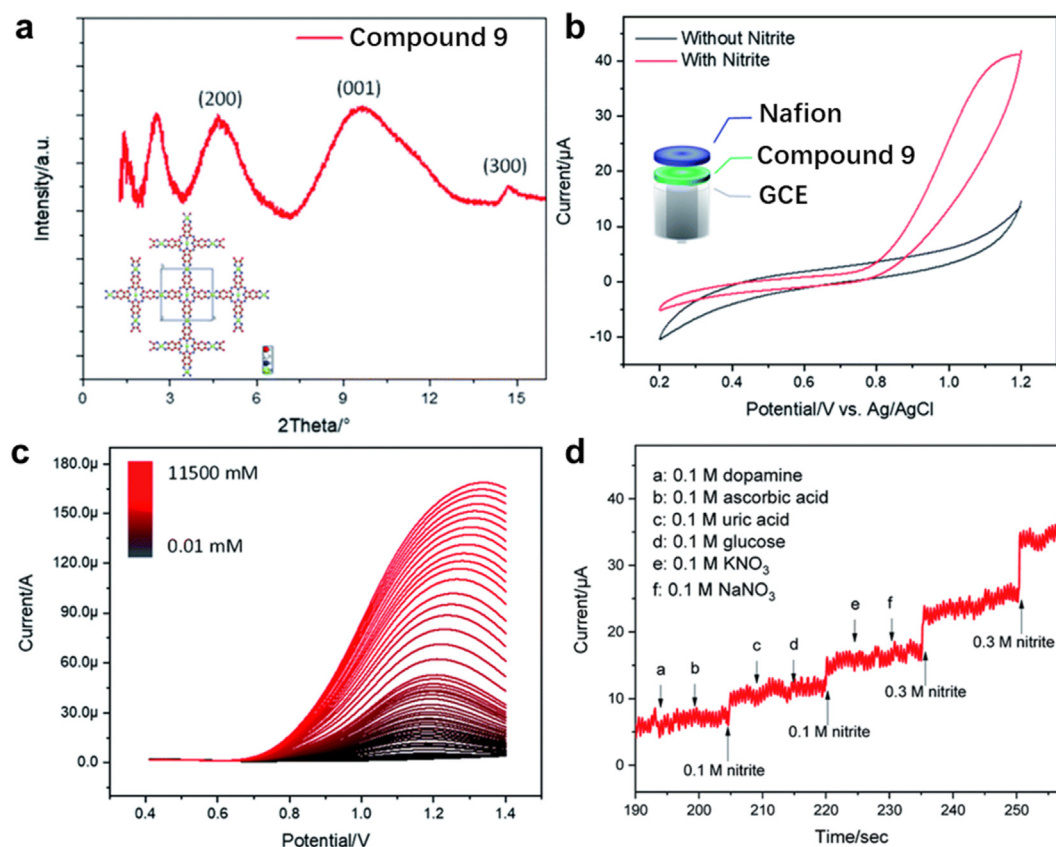 a
Compound 9
(200)
(001)
(300)
Intensity/a.u.
0
3
6
9
12
15
2Theta/°
b
Without Nitrite
With Nitrite
Nafion
Compound 9
GCE
Current/μA
40
30
20
10
0
-10
0.2
0.4
0.6
0.8
1.0
1.2
Potential/V vs. Ag/AgCl
c
11500 mM
0.01 mM
Current/A
180.0μ
150.0μ
120.0μ
90.0μ
60.0μ
30.0μ
0.0
0.4
0.6
0.8
1.0
1.2
1.4
Potential/V
d
a: 0.1 M dopamine
b: 0.1 M ascorbic acid
c: 0.1 M uric acid
d: 0.1 M glucose
e: 0.1 M KNO₃
f: 0.1 M NaNO₃
a
b
c
d
e
f
0.1 M nitrite
0.1 M nitrite
0.3 M nitrite
0.3 M nitrite
Current/μA
40
30
20
10
0
190
200
210
220
230
240
250
Time/sec